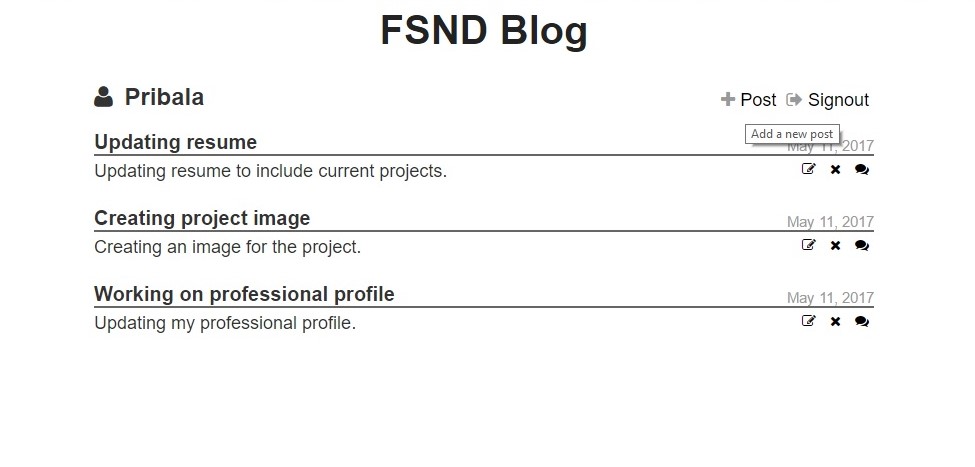 FSND Blog
Pribala
Post Signout
Add a new post
Updating resume
May 11, 2017
Updating resume to include current projects.
Creating project image
May 11, 2017
Creating an image for the project.
Working on professional profile
May 11, 2017
Updating my professional profile.